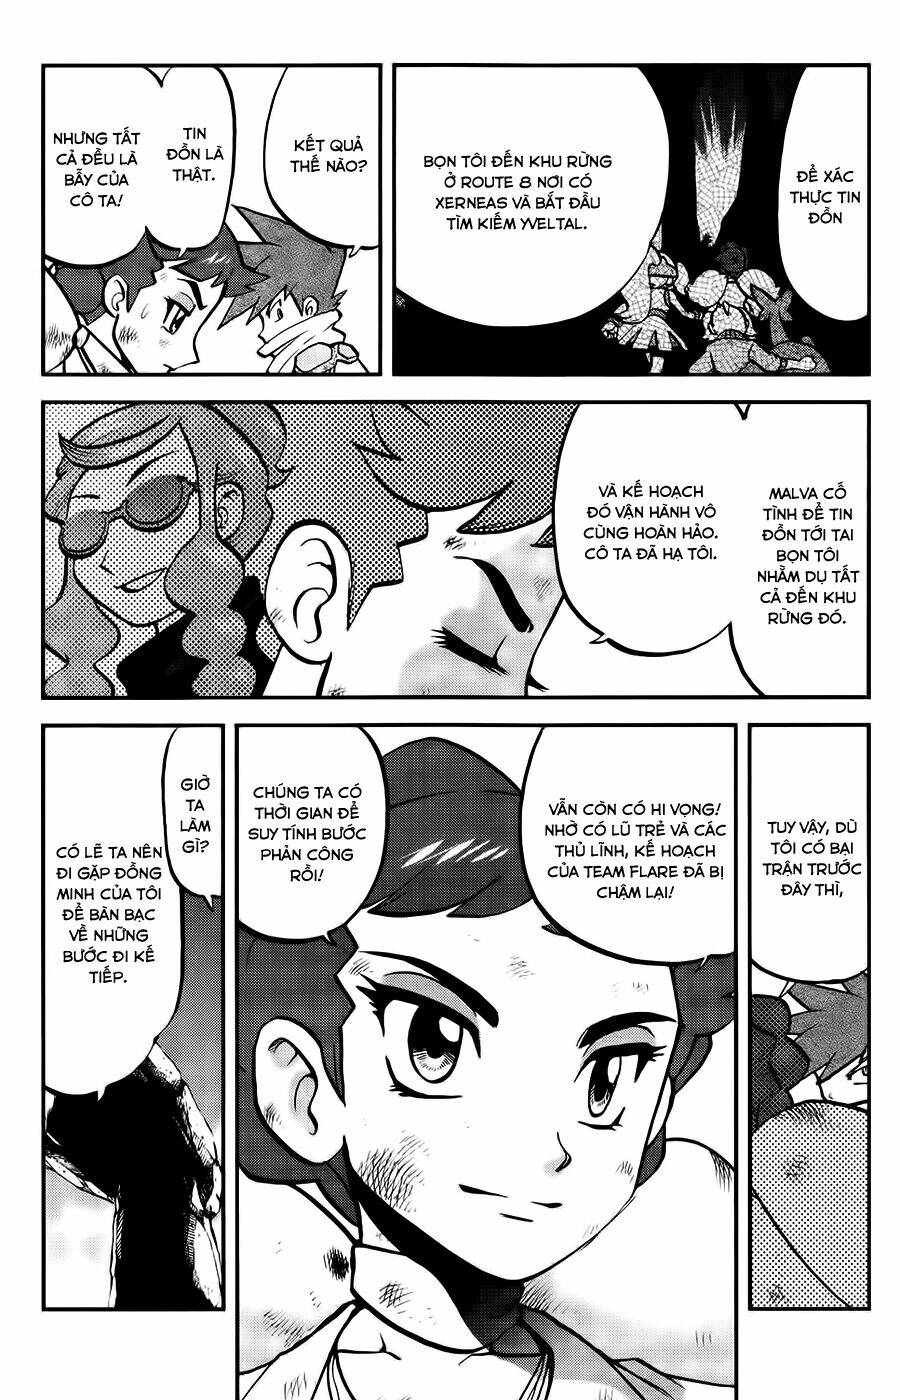 ĐỂ XÁC
THỰC TIN
ĐỒN
BỌN TÔI ĐẾN KHU RỪNG
Ở ROUTE 8 NƠI CÓ
XERNEAS VÀ BẮT ĐẦU
TÌM KIẾM YVELTAL.
KẾT QUẢ
THẾ NÀO?
TIN
ĐỒN LÀ
THẬT.
NHƯNG TẤT
CẢ ĐỀU LÀ
BẪY CỦA
CÔ TA!
MALVA CỐ
TÌNH ĐỂ TIN
ĐỒN TỚI TAI
BỌN TÔI
NHẰM DỤ TẤT
CẢ ĐẾN KHU
RỪNG ĐÓ.
VÀ KẾ HOẠCH
ĐÓ VẬN HÀNH VÔ
CÙNG HOÀN HẢO.
CÔ TA ĐÃ HẠ TÔI.
TUY VẬY, DÙ
TÔI CÓ BẠI
TRẬN TRƯỚC
ĐÂY THÌ,
VẪN CÒN CÓ HI VỌNG!
NHỜ CÓ LŨ TRẺ VÀ CÁC
THỦ LĨNH, KẾ HOẠCH
CỦA TEAM FLARE ĐÃ BỊ
CHẬM LẠI!
CHÚNG TA CÓ
THỜI GIAN ĐỂ
SUY TÍNH BƯỚC
PHẢN CÔNG
RỒI!
GIỜ
TA
LÀM
GÌ?
CÓ LẼ TA NÊN
ĐI GẶP ĐỒNG
MINH CỦA TÔI
ĐỂ BÀN BẠC
VỀ NHỮNG
BƯỚC ĐI KẾ
TIẾP.